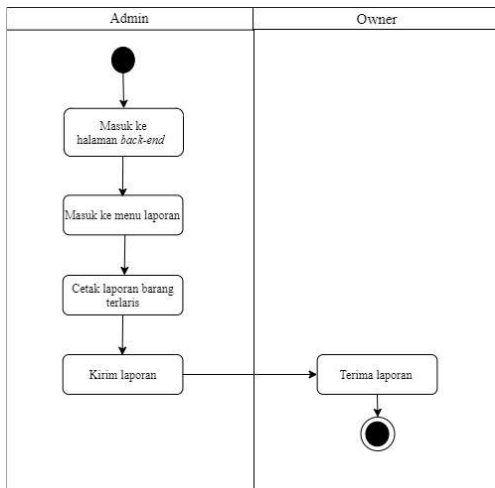 Admin
Owner
Masuk ke
halaman back-end
Masuk ke menu laporan
Cetak laporan barang
terlaris
Kirim laporan
Terima laporan